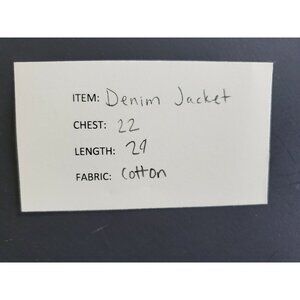 ITEM: Denim Jacket
CHEST: 22
LENGTH: 29
FABRIC: Cotton